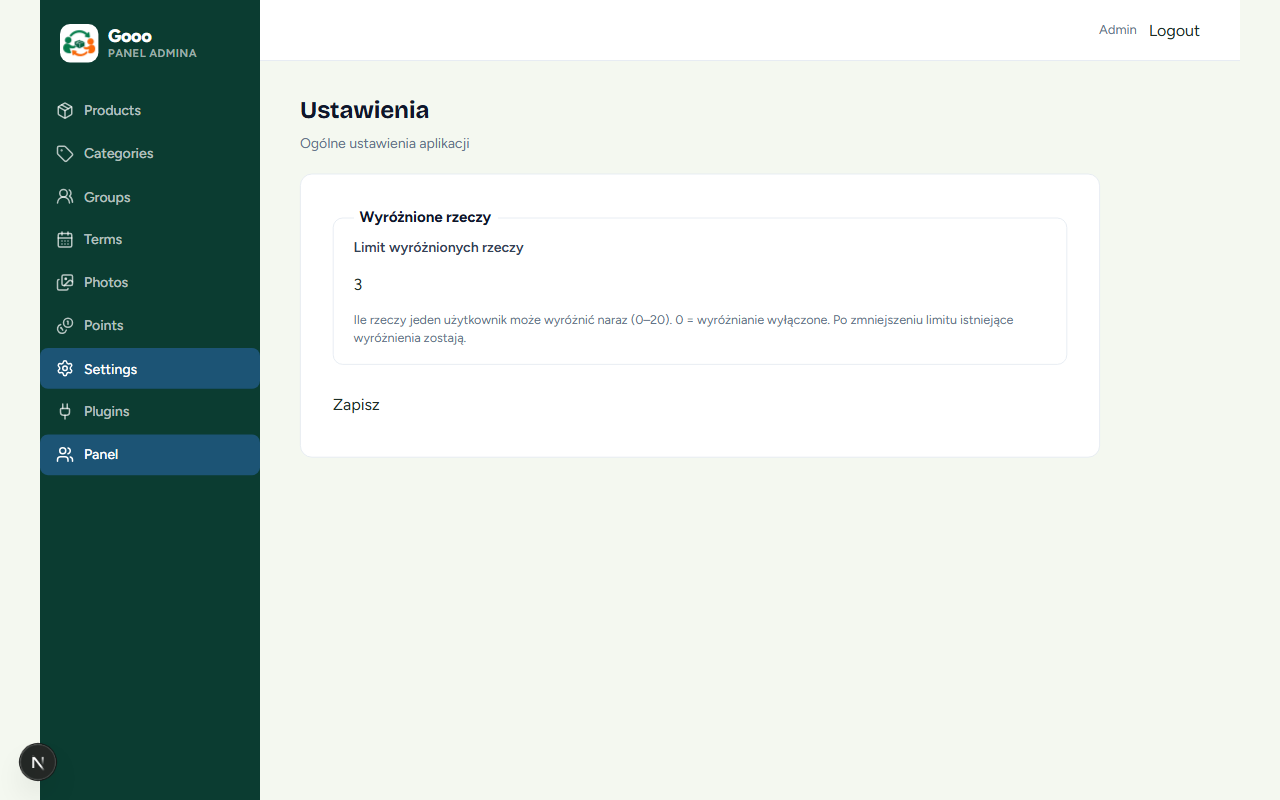 Gooo
PANEL ADMINA
Admin
Logout
Products
Categories
Groups
Terms
Photos
Points
Settings
Plugins
Panel
Ustawienia
Ogólne ustawienia aplikacji
Wyróżnione rzeczy
Limit wyróżnionych rzeczy
3
Ile rzeczy jeden użytkownik może wyróżnić naraz (0–20). 0 = wyróżnianie wyłączone. Po zmniejszeniu limitu istniejące
wyróżnienia zostają.
Zapisz
N